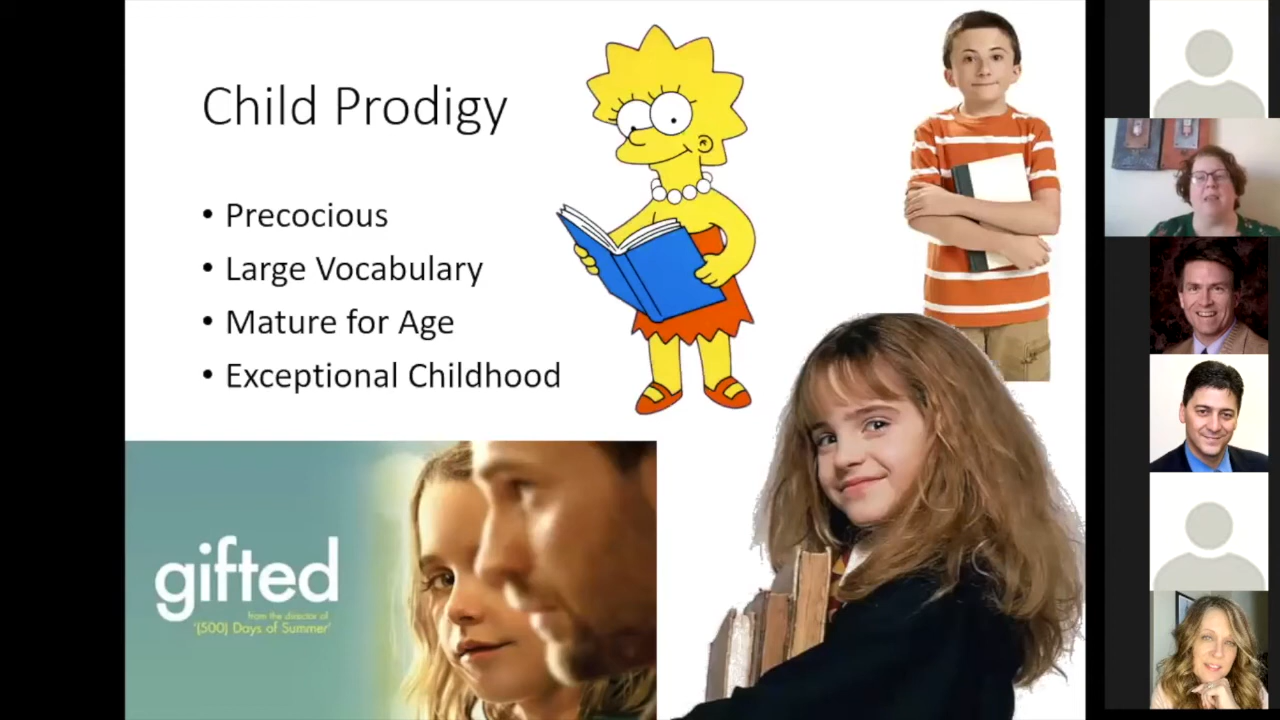 Child Prodigy
• Precocious
• Large Vocabulary
• Mature for Age
• Exceptional Childhood
gifted
from the director of
'(500) Days of Summer'